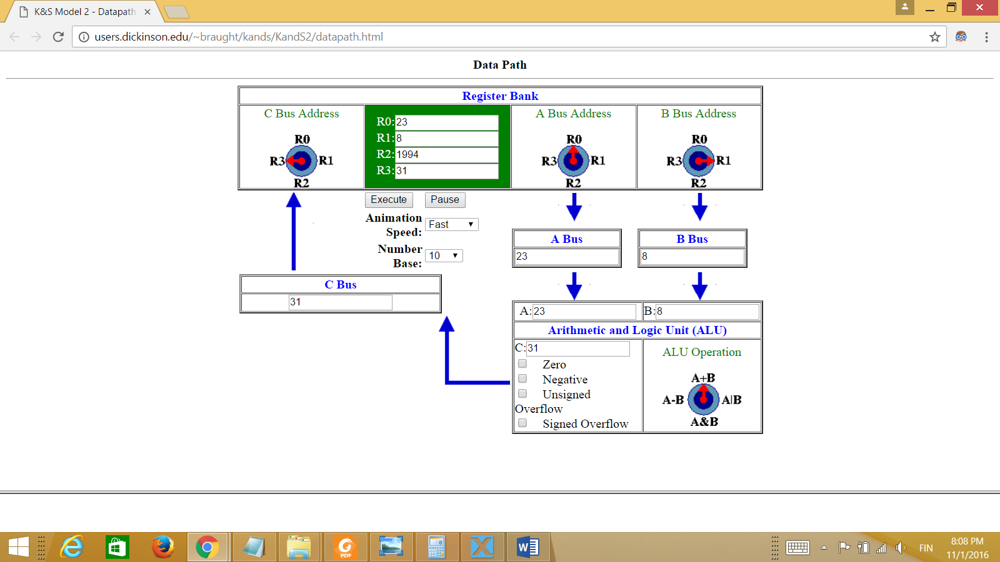 K&S Model 2 - Datapath
users.dickinson.edu/~braught/kands/KandS2/datapath.html
Data Path
Register Bank
C Bus Address
R0
R3 R1
R2
R0: 23
R1: 8
R2: 1994
R3: 31
A Bus Address
R0
R3 R1
R2
B Bus Address
R0
R3 R1
R2
Execute Pause
Animation
Speed: Fast
Number
Base: 10
A Bus
23
B Bus
8
C Bus
31
A: 23 B: 8
Arithmetic and Logic Unit (ALU)
C: 31
Zero
Negative
Unsigned
Overflow
Signed Overflow
ALU Operation
A+B
A-B A|B
A&B
PDF
W
FIN
8:08 PM
11/1/2016